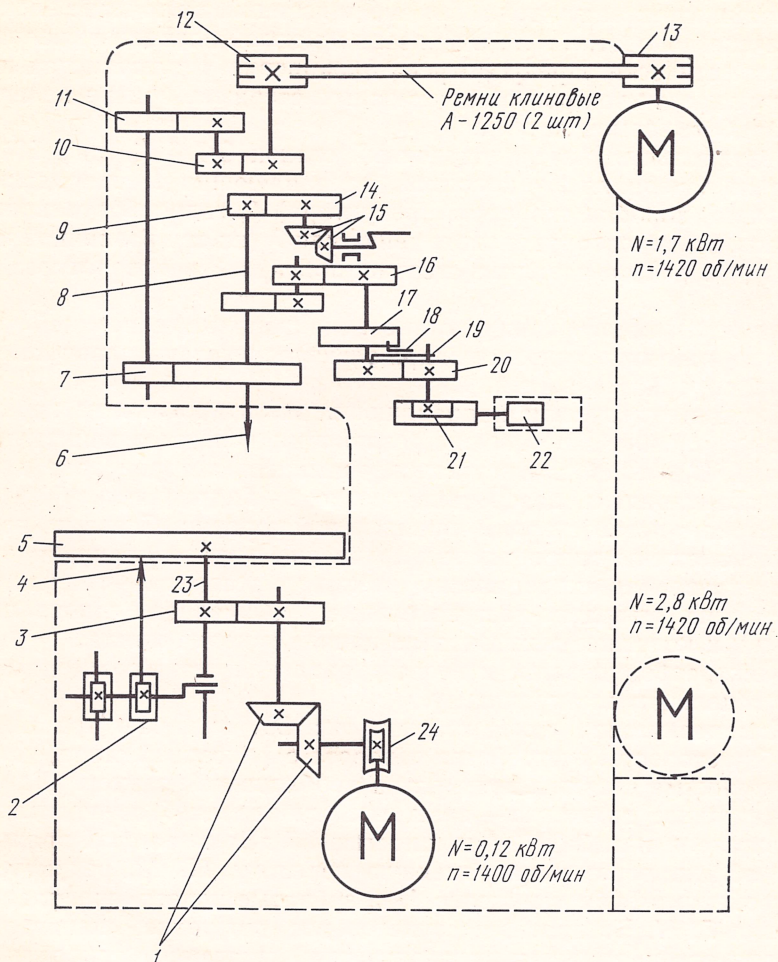 12
13
11
Ремни клиновые
А-1250 (2 шт)
М
10
14
15
9
N=1,7 кВт
n=1420 об/мин
16
8
17
18
19
7
20
6
21
22
5
4
23
N=2,8 кВт
n=1420 об/мин
3
М
24
2
М
N=0,12 кВт
n=1400 об/мин
1